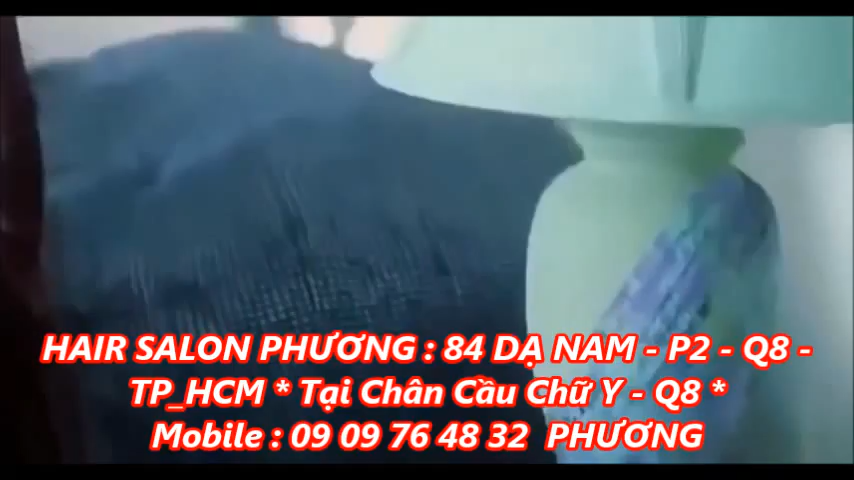 HAIR SALON PHƯƠNG : 84 DẠ NAM - P2 - Q8 -
TP_HCM * Tại Chân Cầu Chữ Y - Q8 *
Mobile : 09 09 76 48 32 PHƯƠNG